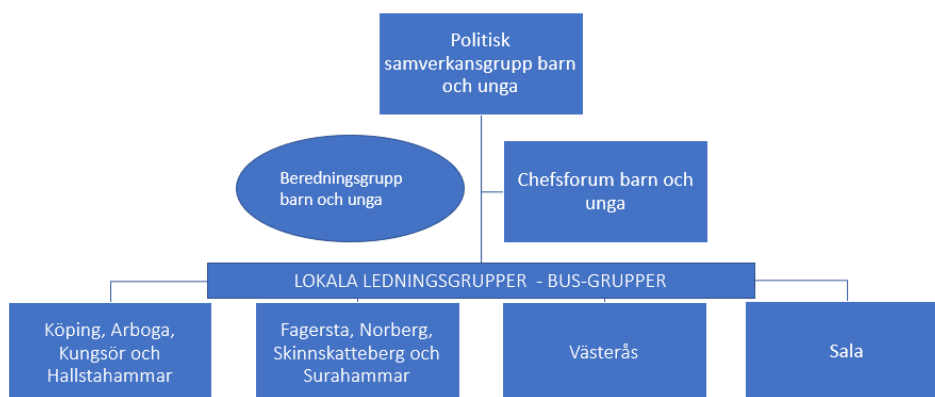 Politisk
samverkansgrupp barn
och unga
Beredningsgrupp
barn och unga
Chefsforum barn och
unga
LOKALA LEDNINGSGRUPPER - BUS-GRUPPER
Köping, Arboga,
Kungsör och
Hallstahammar
Fagersta, Norberg,
Skinnskatteberg och
Surahammar
Västerås
Sala